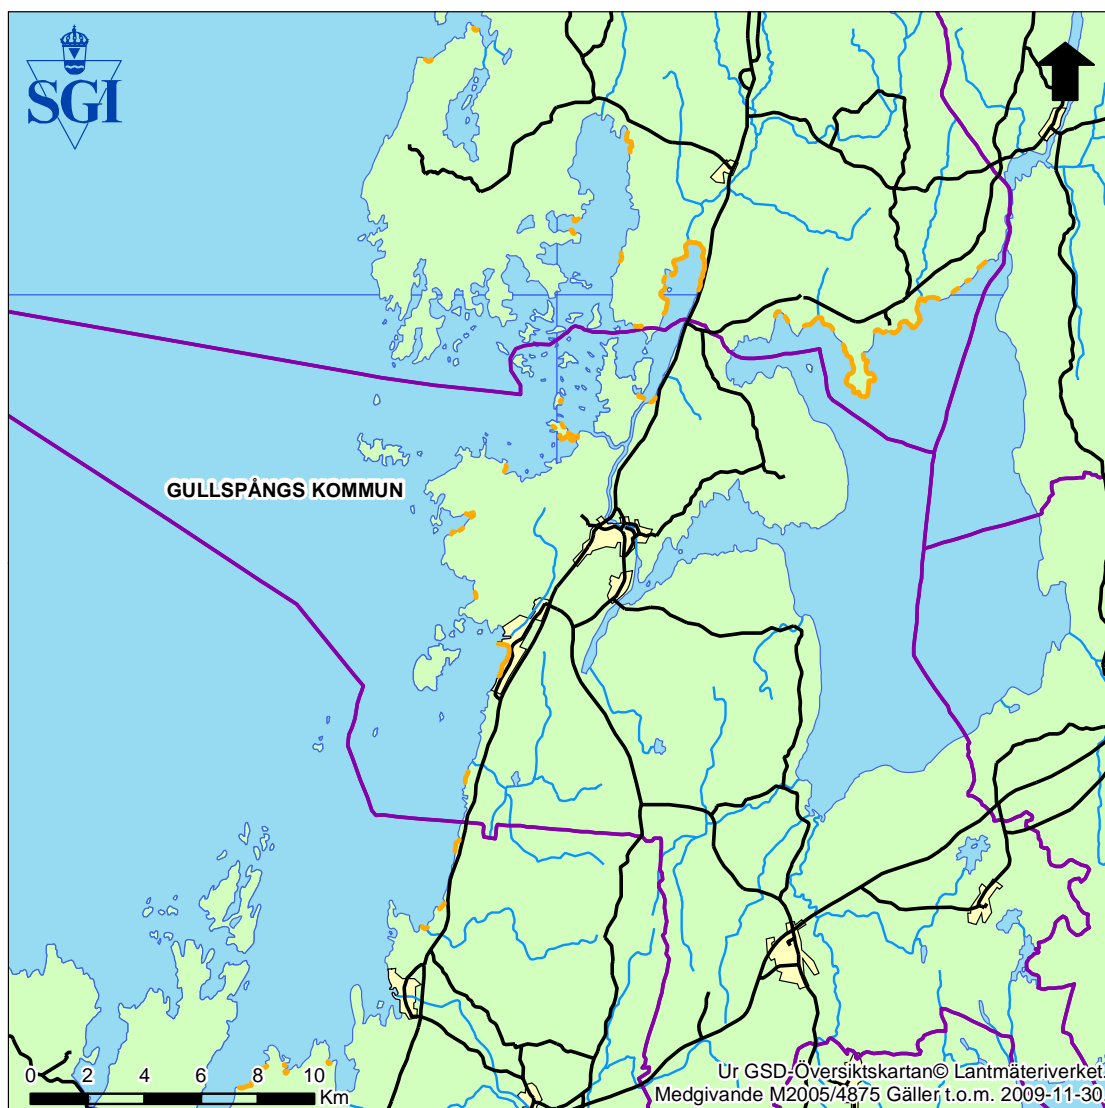 SGI
GULLSPÅNGS KOMMUN
0 2 4 6 8 10
Km
Ur GSD-Översiktskartan© Lantmäteriverket.
Medgivande M2005/4875 Gäller t.o.m. 2009-11-30